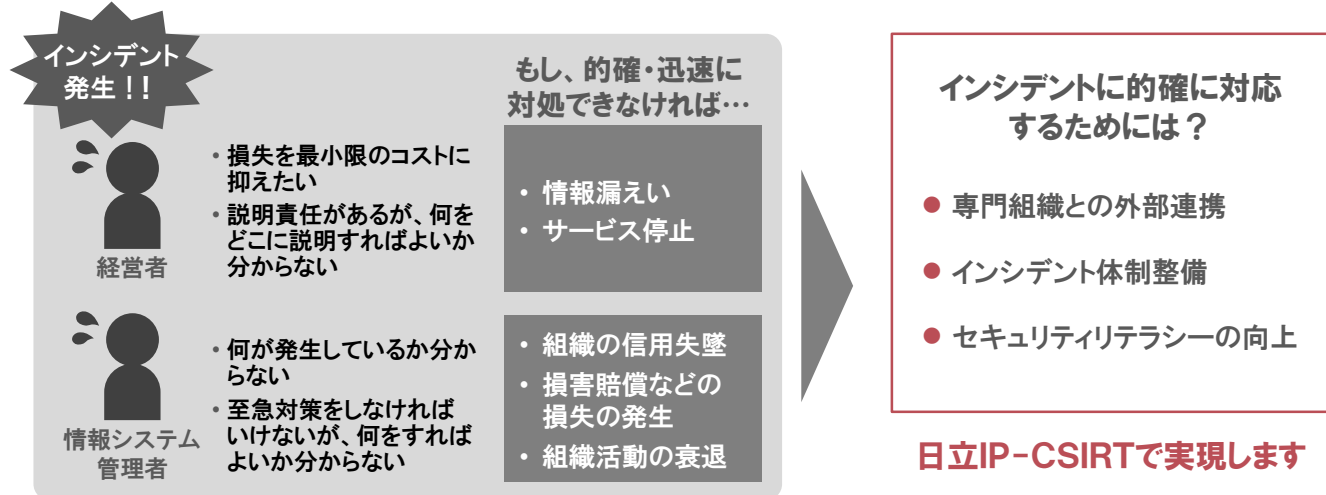 インシデント
発生!!
もし、的確・迅速に
対処できなければ…
・損失を最小限のコストに
抑えたい
・説明責任があるが、何を
どこに説明すればよいか
分からない
経営者
・情報漏えい
・サービス停止
・何が発生しているか分か
らない
・至急対策をしなければ
いけないが、何をすれば
よいか分からない
情報システム
管理者
・組織の信用失墜
・損害賠償などの
損失の発生
・組織活動の衰退
インシデントに的確に対応
するためには？
● 専門組織との外部連携
● インシデント体制整備
● セキュリティリテラシーの向上
日立IP-CSIRTで実現します